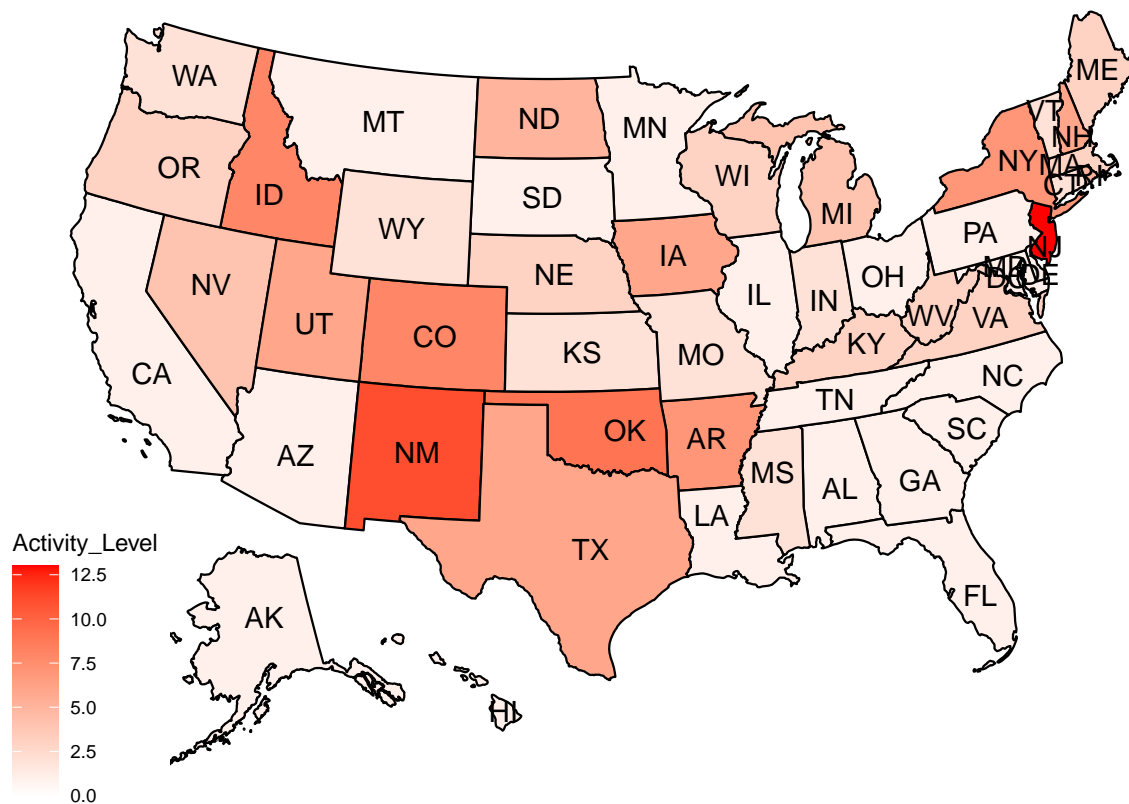 WA
MT
ND
MN
ME
VT
NH
OR
ID
SD
WI
NY
MA
CT
RI
WY
MI
PA
NJ
NV
NE
IA
OH
MD
DE
DC
UT
CO
IL
IN
WV
VA
CA
KS
MO
KY
NC
AZ
NM
OK
AR
TN
SC
MS
AL
GA
LA
TX
FL
Activity_Level
12.5
10.0
7.5
5.0
2.5
0.0
AK
HI